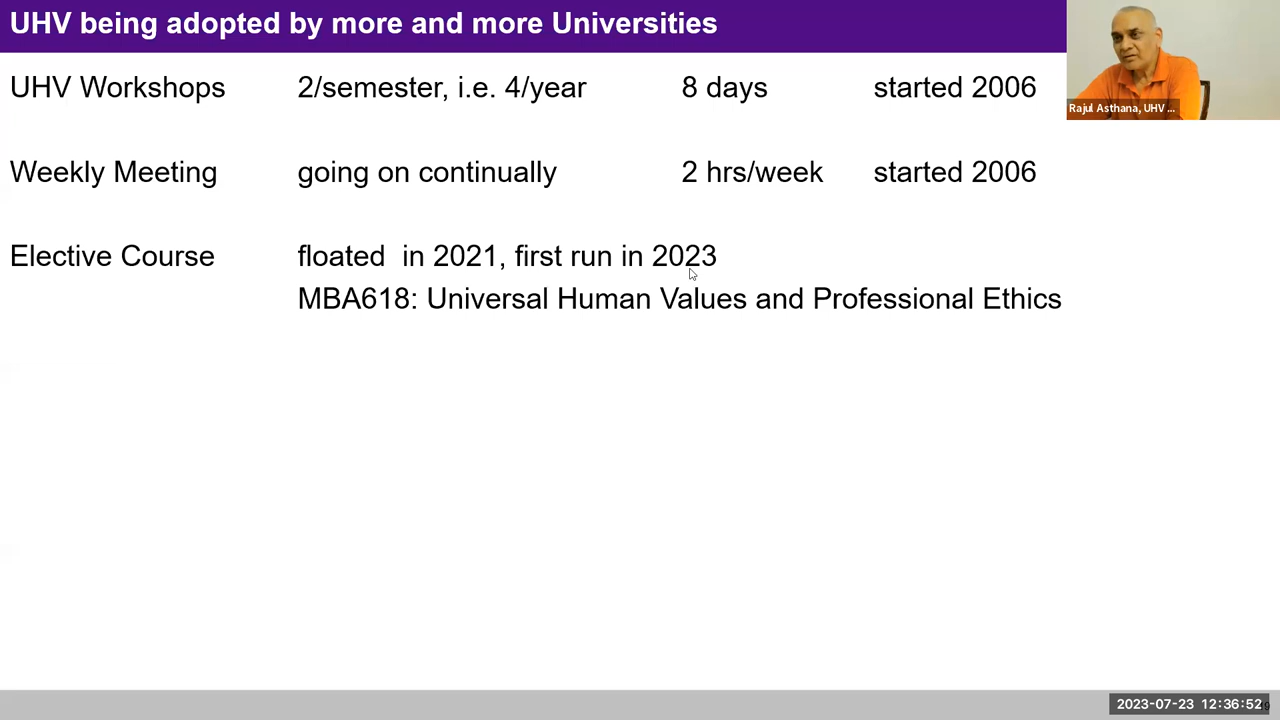 UHV being adopted by more and more Universities
Rajul Asthana, UHV ...
UHV Workshops 2/semester, i.e. 4/year 8 days started 2006
Weekly Meeting going on continually 2 hrs/week started 2006
Elective Course floated in 2021, first run in 2023
MBA618: Universal Human Values and Professional Ethics
2023-07-23 12:36:52